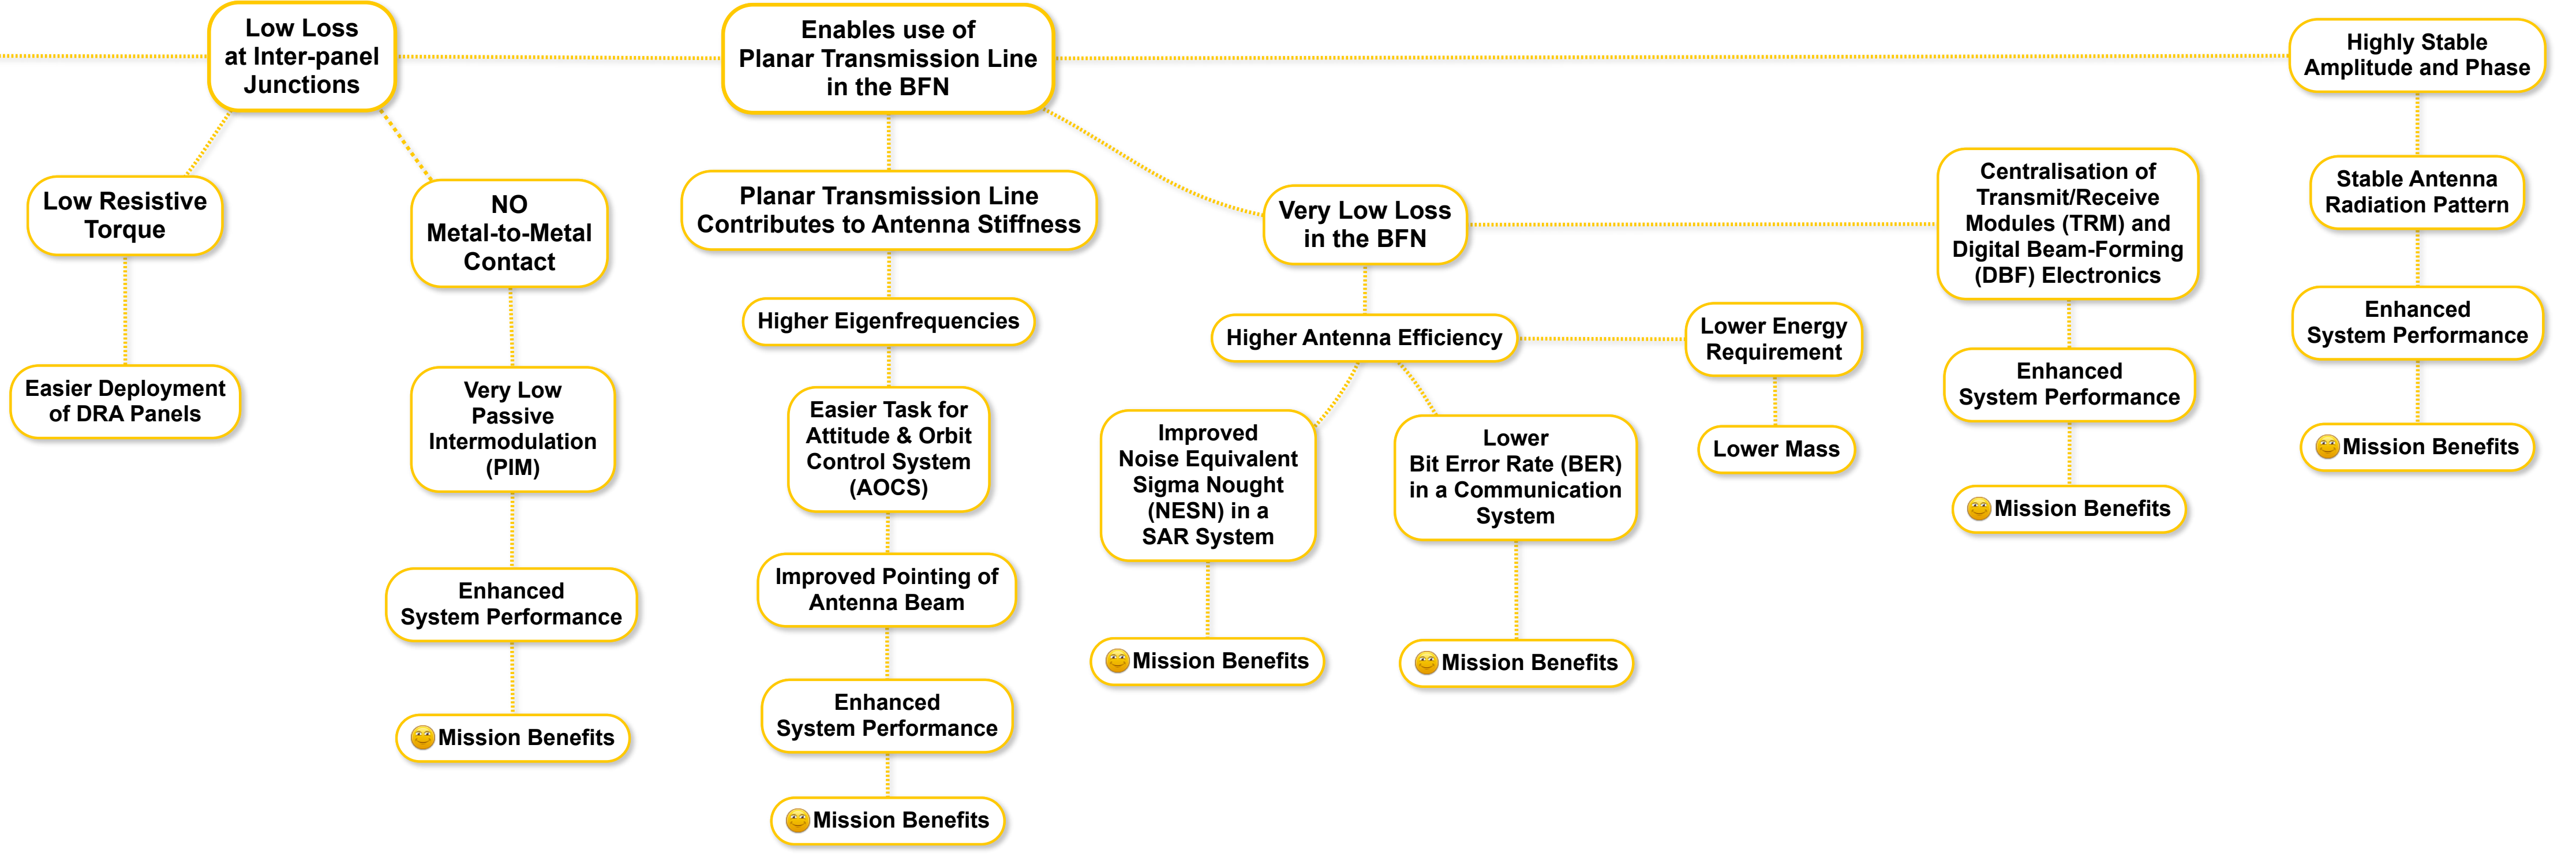 Low Loss
at Inter-panel
Junctions
Low Resistive
Torque
Easier Deployment
of DRA Panels
NO
Metal-to-Metal
Contact
Very Low
Passive
Intermodulation
(PIM)
Enhanced
System Performance
Mission Benefits
Enables use of
Planar Transmission Line
in the BFN
Planar Transmission Line
Contributes to Antenna Stiffness
Higher Eigenfrequencies
Easier Task for
Attitude & Orbit
Control System
(AOCS)
Improved Pointing of
Antenna Beam
Enhanced
System Performance
Mission Benefits
Very Low Loss
in the BFN
Higher Antenna Efficiency
Improved
Noise Equivalent
Sigma Nought
(NESN) in a
SAR System
Mission Benefits
Lower
Bit Error Rate (BER)
in a Communication
System
Mission Benefits
Lower Energy
Requirement
Lower Mass
Centralisation of
Transmit/Receive
Modules (TRM) and
Digital Beam-Forming
(DBF) Electronics
Enhanced
System Performance
Mission Benefits
Highly Stable
Amplitude and Phase
Stable Antenna
Radiation Pattern
Enhanced
System Performance
Mission Benefits